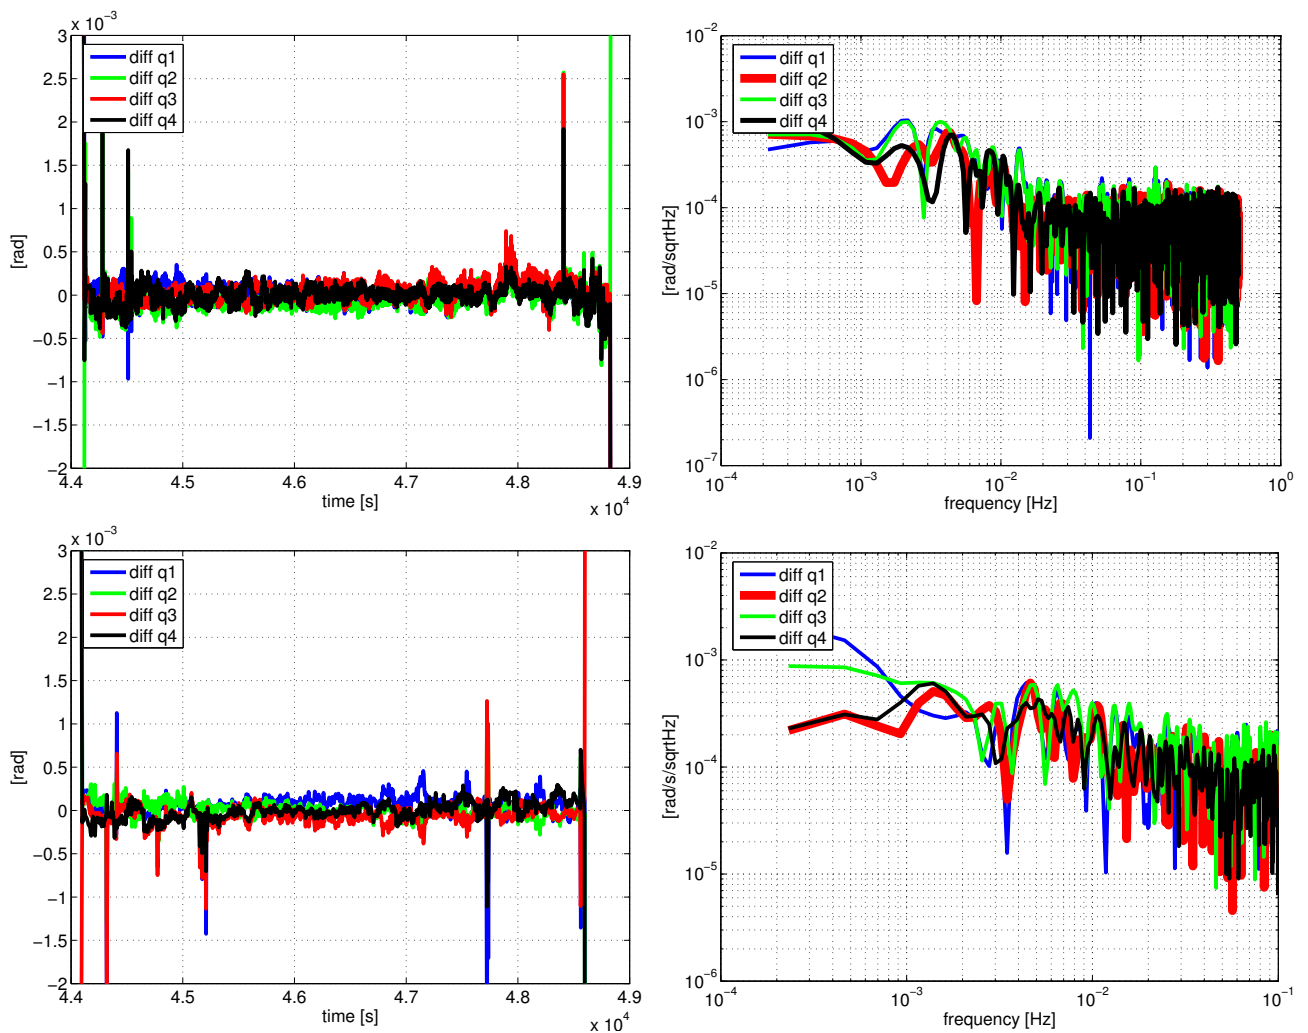 x 10⁻³
3
2.5
2
1.5
1
0.5
0
−0.5
−1
−1.5
−2
[rad]
diff q1
diff q2
diff q3
diff q4
4.4 4.5 4.6 4.7 4.8 4.9
time [s]
x 10⁴
10⁻²
10⁻³
10⁻⁴
10⁻⁵
10⁻⁶
10⁻⁷
[rad/sqrtHz]
diff q1
diff q2
diff q3
diff q4
10⁻⁴ 10⁻³ 10⁻² 10⁻¹ 10⁰
frequency [Hz]
x 10⁻³
3
2.5
2
1.5
1
0.5
0
−0.5
−1
−1.5
−2
[rad]
diff q1
diff q2
diff q3
diff q4
4.4 4.5 4.6 4.7 4.8 4.9
time [s]
x 10⁴
10⁻²
10⁻³
10⁻⁴
10⁻⁵
10⁻⁶
[rad/s/sqrtHz]
diff q1
diff q2
diff q3
diff q4
10⁻⁴ 10⁻³ 10⁻² 10⁻¹
frequency [Hz]